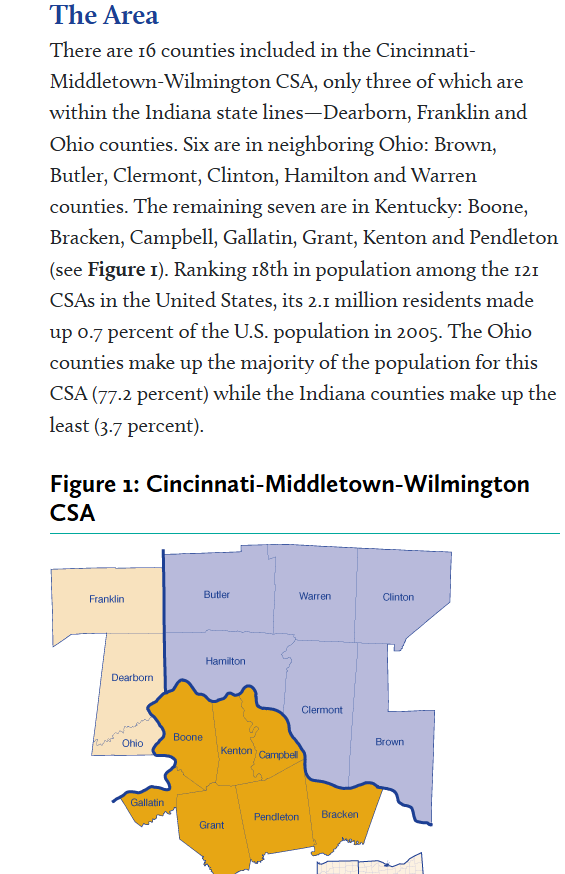 The Area
There are 16 counties included in the Cincinnati-
Middletown-Wilmington CSA, only three of which are
within the Indiana state lines—Dearborn, Franklin and
Ohio counties. Six are in neighboring Ohio: Brown,
Butler, Clermont, Clinton, Hamilton and Warren
counties. The remaining seven are in Kentucky: Boone,
Bracken, Campbell, Gallatin, Grant, Kenton and Pendleton
(see Figure 1). Ranking 18th in population among the 121
CSAs in the United States, its 2.1 million residents made
up 0.7 percent of the U.S. population in 2005. The Ohio
counties make up the majority of the population for this
CSA (77.2 percent) while the Indiana counties make up the
least (3.7 percent).
Figure 1: Cincinnati-Middletown-Wilmington
CSA
Franklin
Butler
Warren
Clinton
Hamilton
Dearborn
Clermont
Ohio
Boone
Kenton
Campbell
Brown
Gallatin
Grant
Pendleton
Bracken